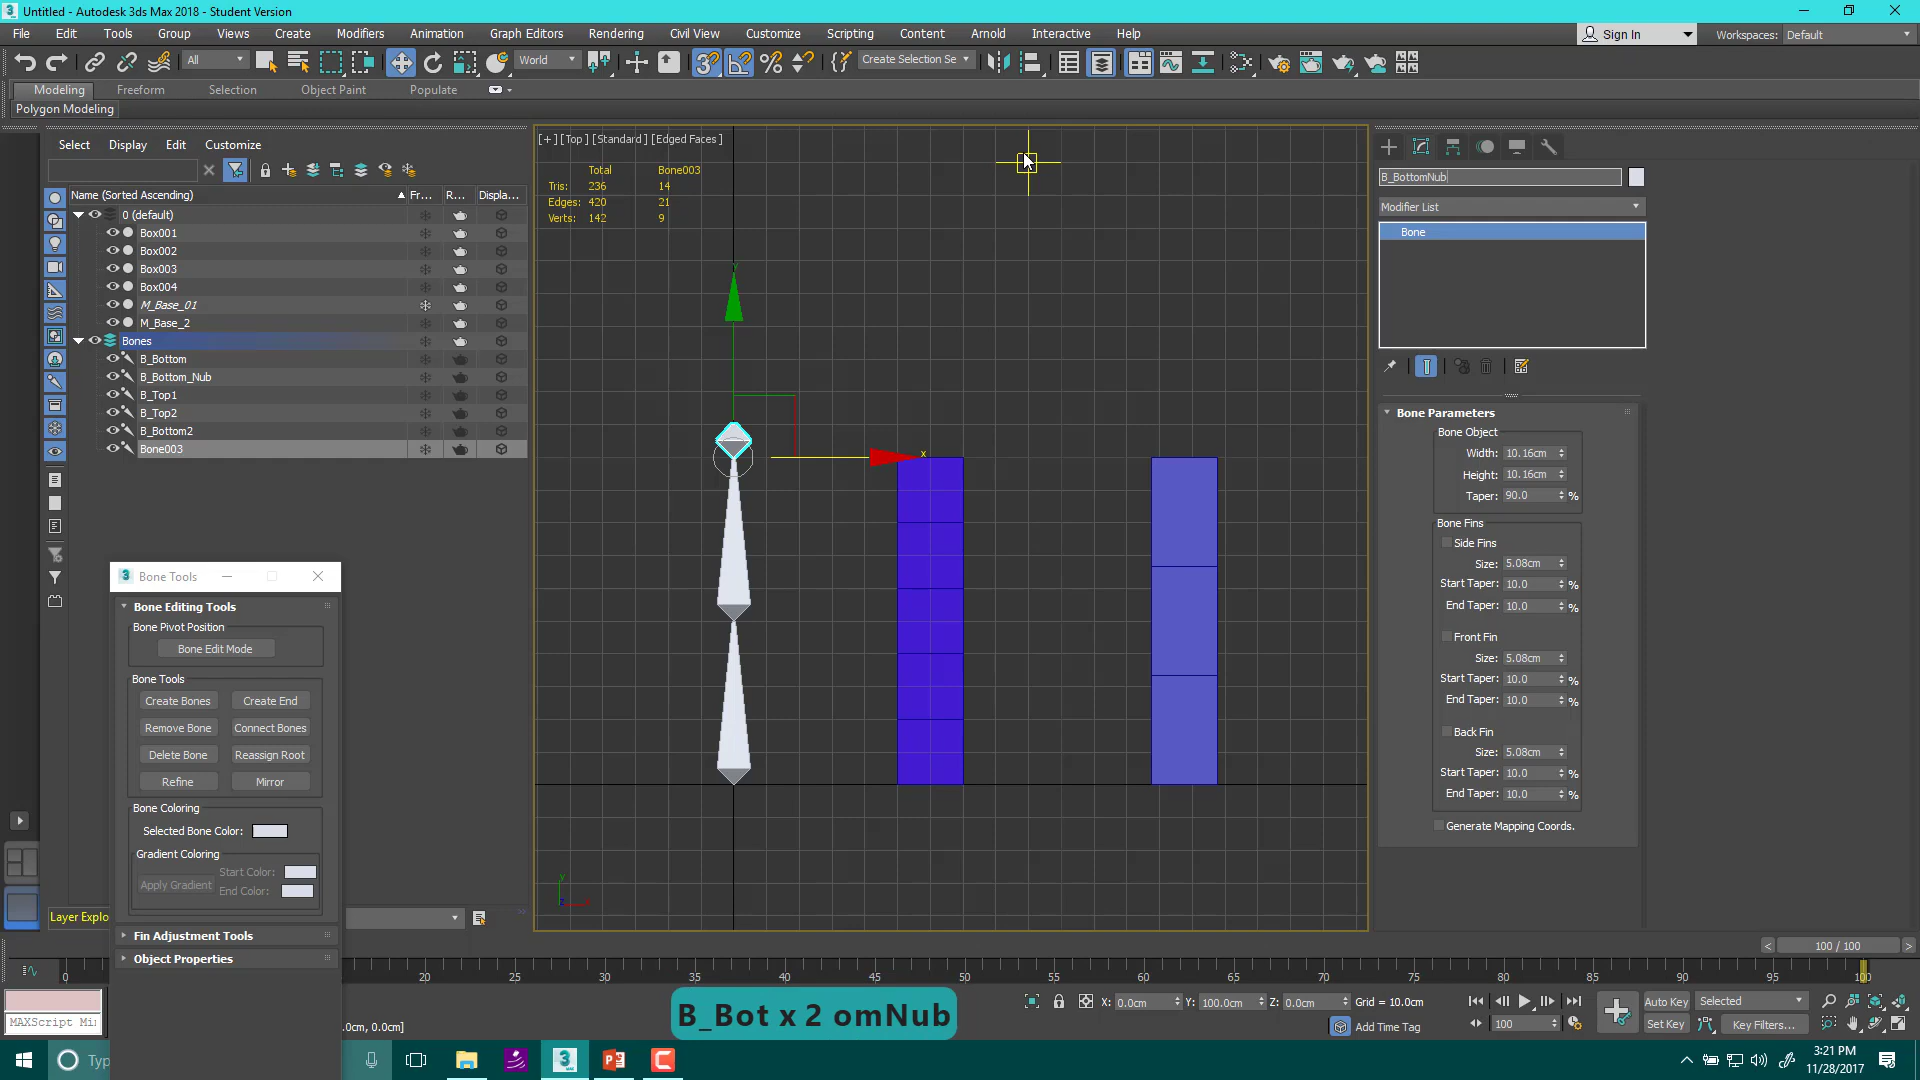 Untitled - Autodesk 3ds Max 2018 - Student Version
File Edit Tools Group Views Create Modifiers Animation Graph Editors Rendering Civil View Customize Scripting Content Arnold Interactive Help
Sign In
Workspaces: Default
All
World
Create Selection Se
Modeling Freeform Selection Object Paint Populate
Polygon Modeling
Select Display Edit Customize
Name (Sorted Ascending) Fr... R... Displa...
0 (default)
Box001
Box002
Box003
Box004
M_Base_01
M_Base_2
Bones
B_Bottom
B_Bottom_Nub
B_Top1
B_Top2
B_Bottom2
Bone003
[+] [Top] [Standard] [Edged Faces]
Total Bone003
Tris: 236 14
Edges: 420 21
Verts: 142 9
y
x
B_BottomNub
Modifier List
Bone
Bone Parameters
Bone Object
Width: 10.16cm
Height: 10.16cm
Taper: 90.0 %
Bone Fins
Side Fins
Size: 5.08cm
Start Taper: 10.0 %
End Taper: 10.0 %
Front Fin
Size: 5.08cm
Start Taper: 10.0 %
End Taper: 10.0 %
Back Fin
Size: 5.08cm
Start Taper: 10.0 %
End Taper: 10.0 %
Generate Mapping Coords.
3 Bone Tools
Bone Editing Tools
Bone Pivot Position
Bone Edit Mode
Bone Tools
Create Bones Create End
Remove Bone Connect Bones
Delete Bone Reassign Root
Refine Mirror
Bone Coloring
Selected Bone Color:
Gradient Coloring
Start Color:
Apply Gradient
End Color:
Fin Adjustment Tools
Object Properties
Layer Explo
100 / 100
0 20 25 30 35 40 45 50 55 60 65 70 75 80 85 90 95 100
MAXScript Mi
.0cm, 0.0cm]
B_Bot x 2 omNub
X: 0.0cm Y: 100.0cm Z: 0.0cm Grid = 10.0cm
Add Time Tag
100
Auto Key Selected
Set Key Key Filters...
Typ
3:21 PM
11/28/2017